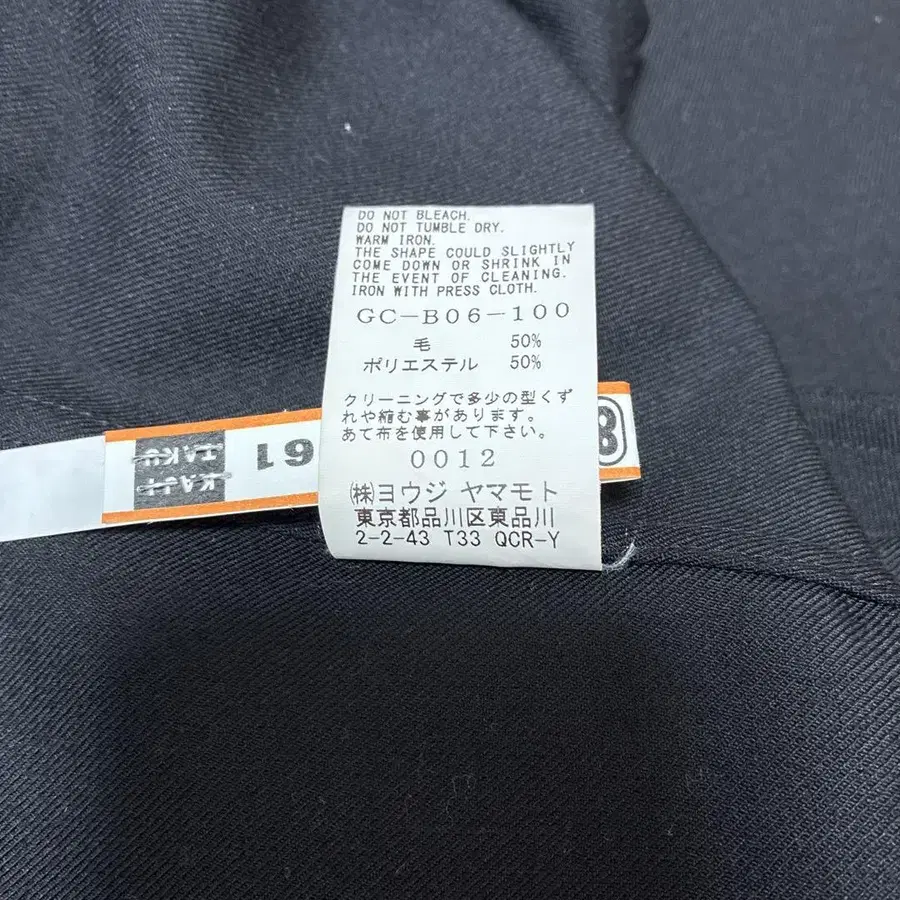 DO NOT BLEACH.
DO NOT TUMBLE DRY.
WARM IRON.
THE SHAPE COULD SLIGHTLY
COME DOWN OR SHRINK IN
THE EVENT OF CLEANING.
IRON WITH PRESS CLOTH.
GC-B06-100
毛 50%
ポリエステル 50%
クリーニングで多少の型くず
れや縮む事があります。
あて布を使用して下さい。
0012
㈱ヨウジ ヤマモト
東京都品川区東品川
2-2-43 T33 QCR-Y
61
8